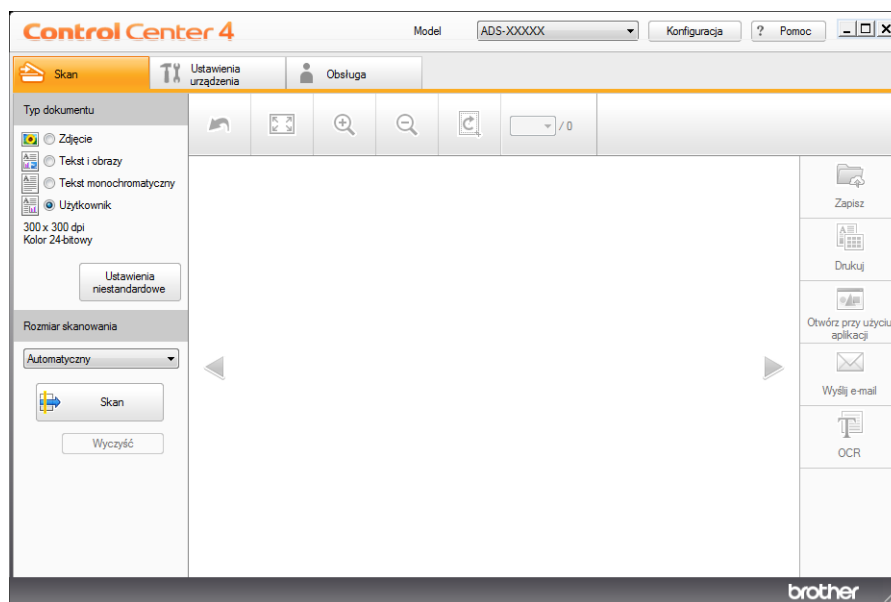 Control Center 4
Model
ADS-XXXXX
Konfiguracja
? Pomoc
Skan
Ustawienia
urządzenia
Obsługa
Typ dokumentu
/ 0
Zdjęcie
Tekst i obrazy
Tekst monochromatyczny
Użytkownik
300 x 300 dpi
Kolor 24-bitowy
Ustawienia
niestandardowe
Rozmiar skanowania
Automatyczny
Skan
Wyczyść
Zapisz
Drukuj
Otwórz przy użyciu
aplikacji
Wyślij e-mail
OCR
brother